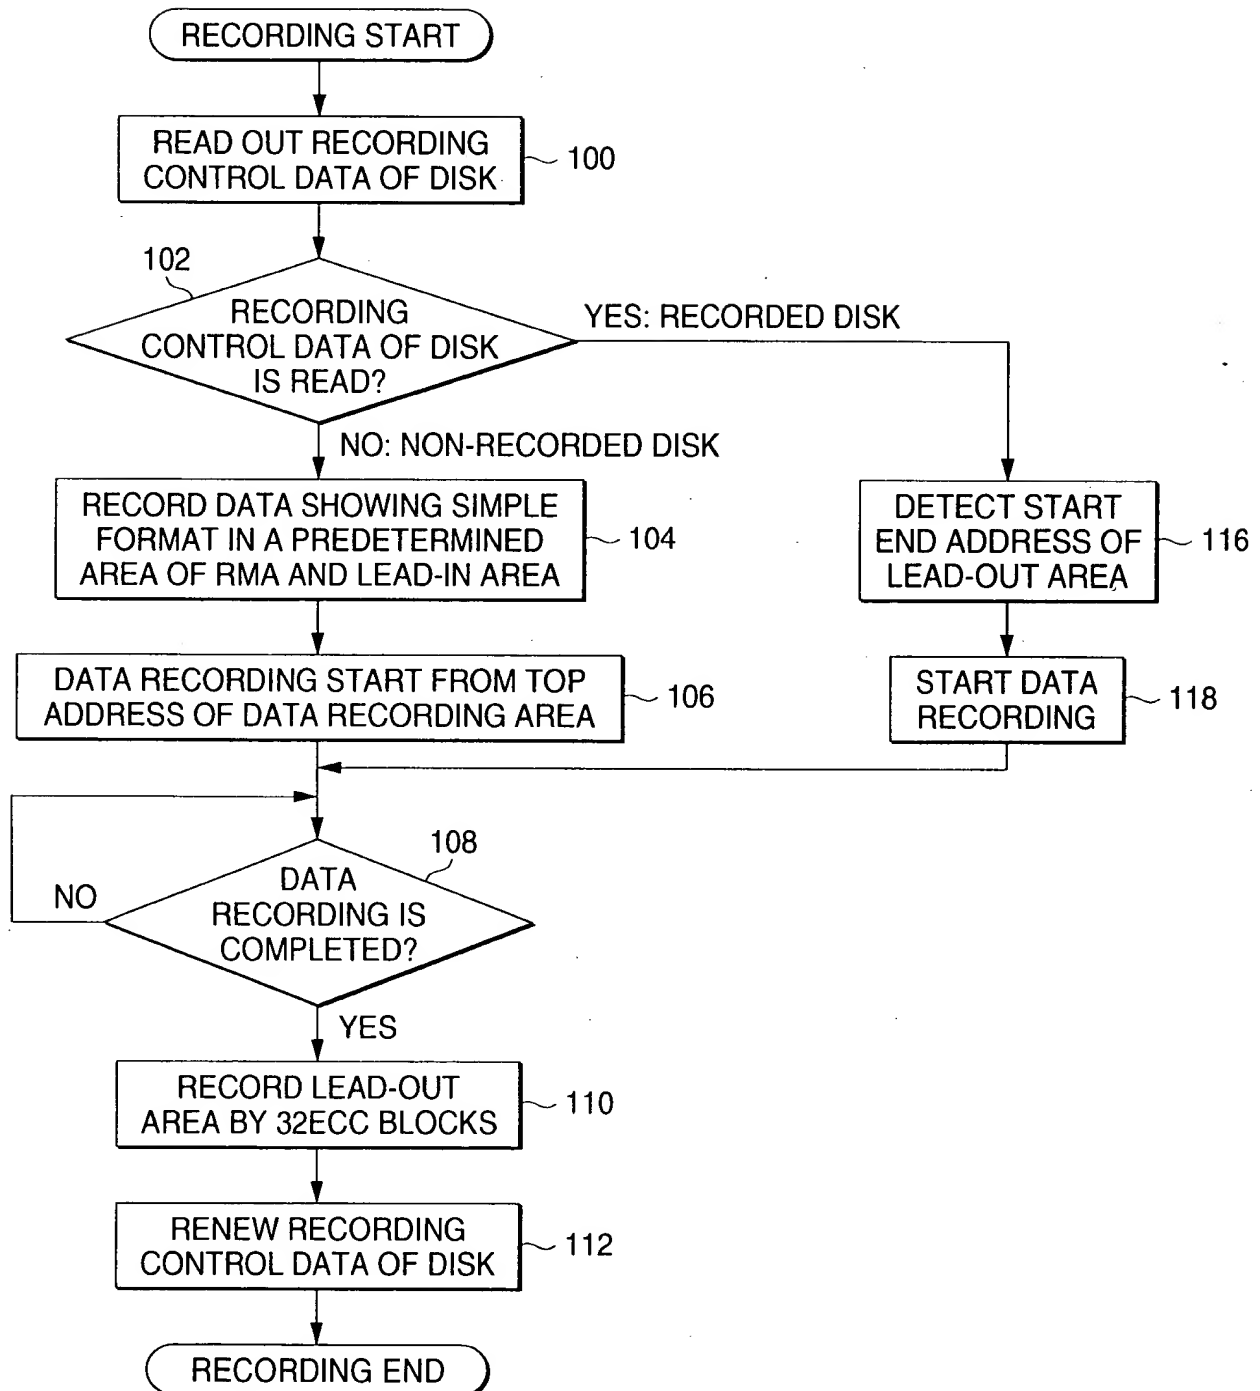 RECORDING START
READ OUT RECORDING
CONTROL DATA OF DISK
100
102
RECORDING
CONTROL DATA OF DISK
IS READ?
YES: RECORDED DISK
NO: NON-RECORDED DISK
RECORD DATA SHOWING SIMPLE
FORMAT IN A PREDETERMINED
AREA OF RMA AND LEAD-IN AREA
104
DETECT START
END ADDRESS OF
LEAD-OUT AREA
116
DATA RECORDING START FROM TOP
ADDRESS OF DATA RECORDING AREA
106
START DATA
RECORDING
118
108
DATA
RECORDING IS
COMPLETED?
NO
YES
RECORD LEAD-OUT
AREA BY 32ECC BLOCKS
110
RENEW RECORDING
CONTROL DATA OF DISK
112
RECORDING END